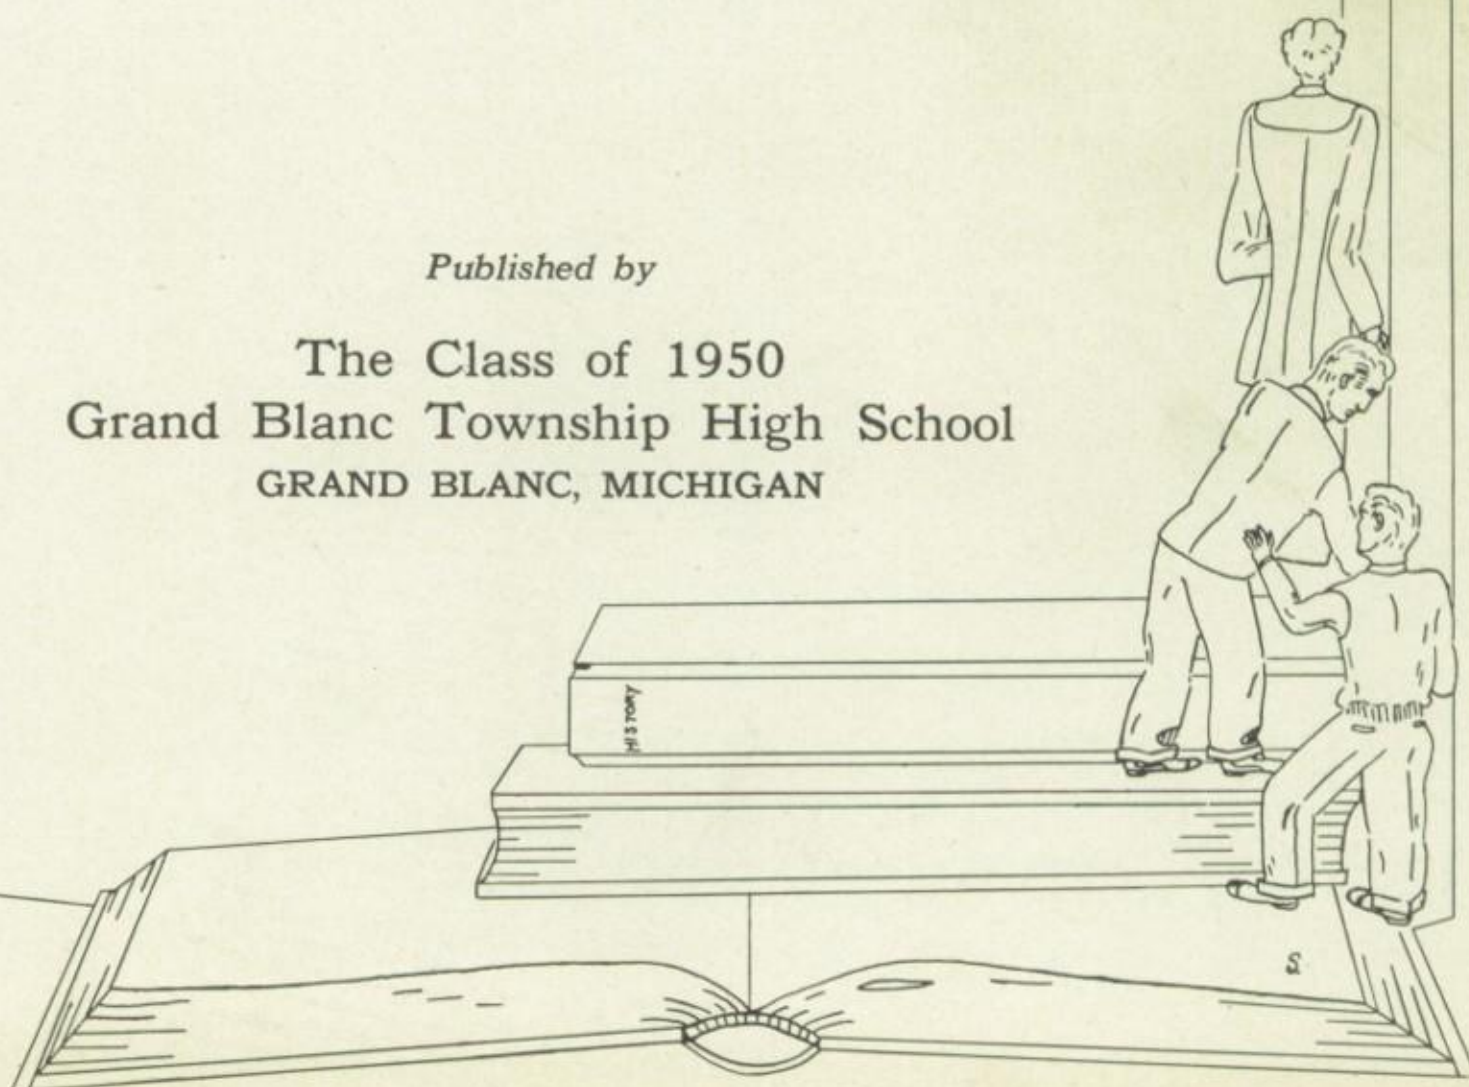 Published by
The Class of 1950
Grand Blanc Township High School
GRAND BLANC, MICHIGAN
HISTORY
S.